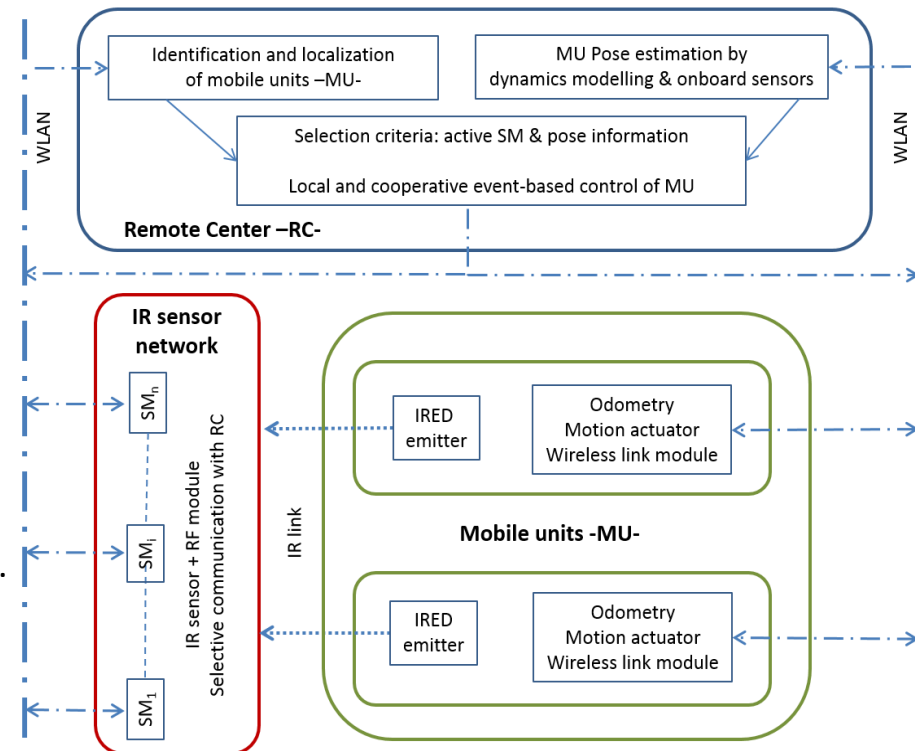 Identification and localization
of mobile units –MU-
MU Pose estimation by
dynamics modelling & onboard sensors
WLAN
WLAN
Selection criteria: active SM & pose information
Local and cooperative event-based control of MU
Remote Center –RC-
IR sensor
network
SMn
SMi
SM1
IR sensor + RF module
Selective communication with RC
IR link
IRED
emitter
Odometry
Motion actuator
Wireless link module
Mobile units -MU-
IRED
emitter
Odometry
Motion actuator
Wireless link module
.